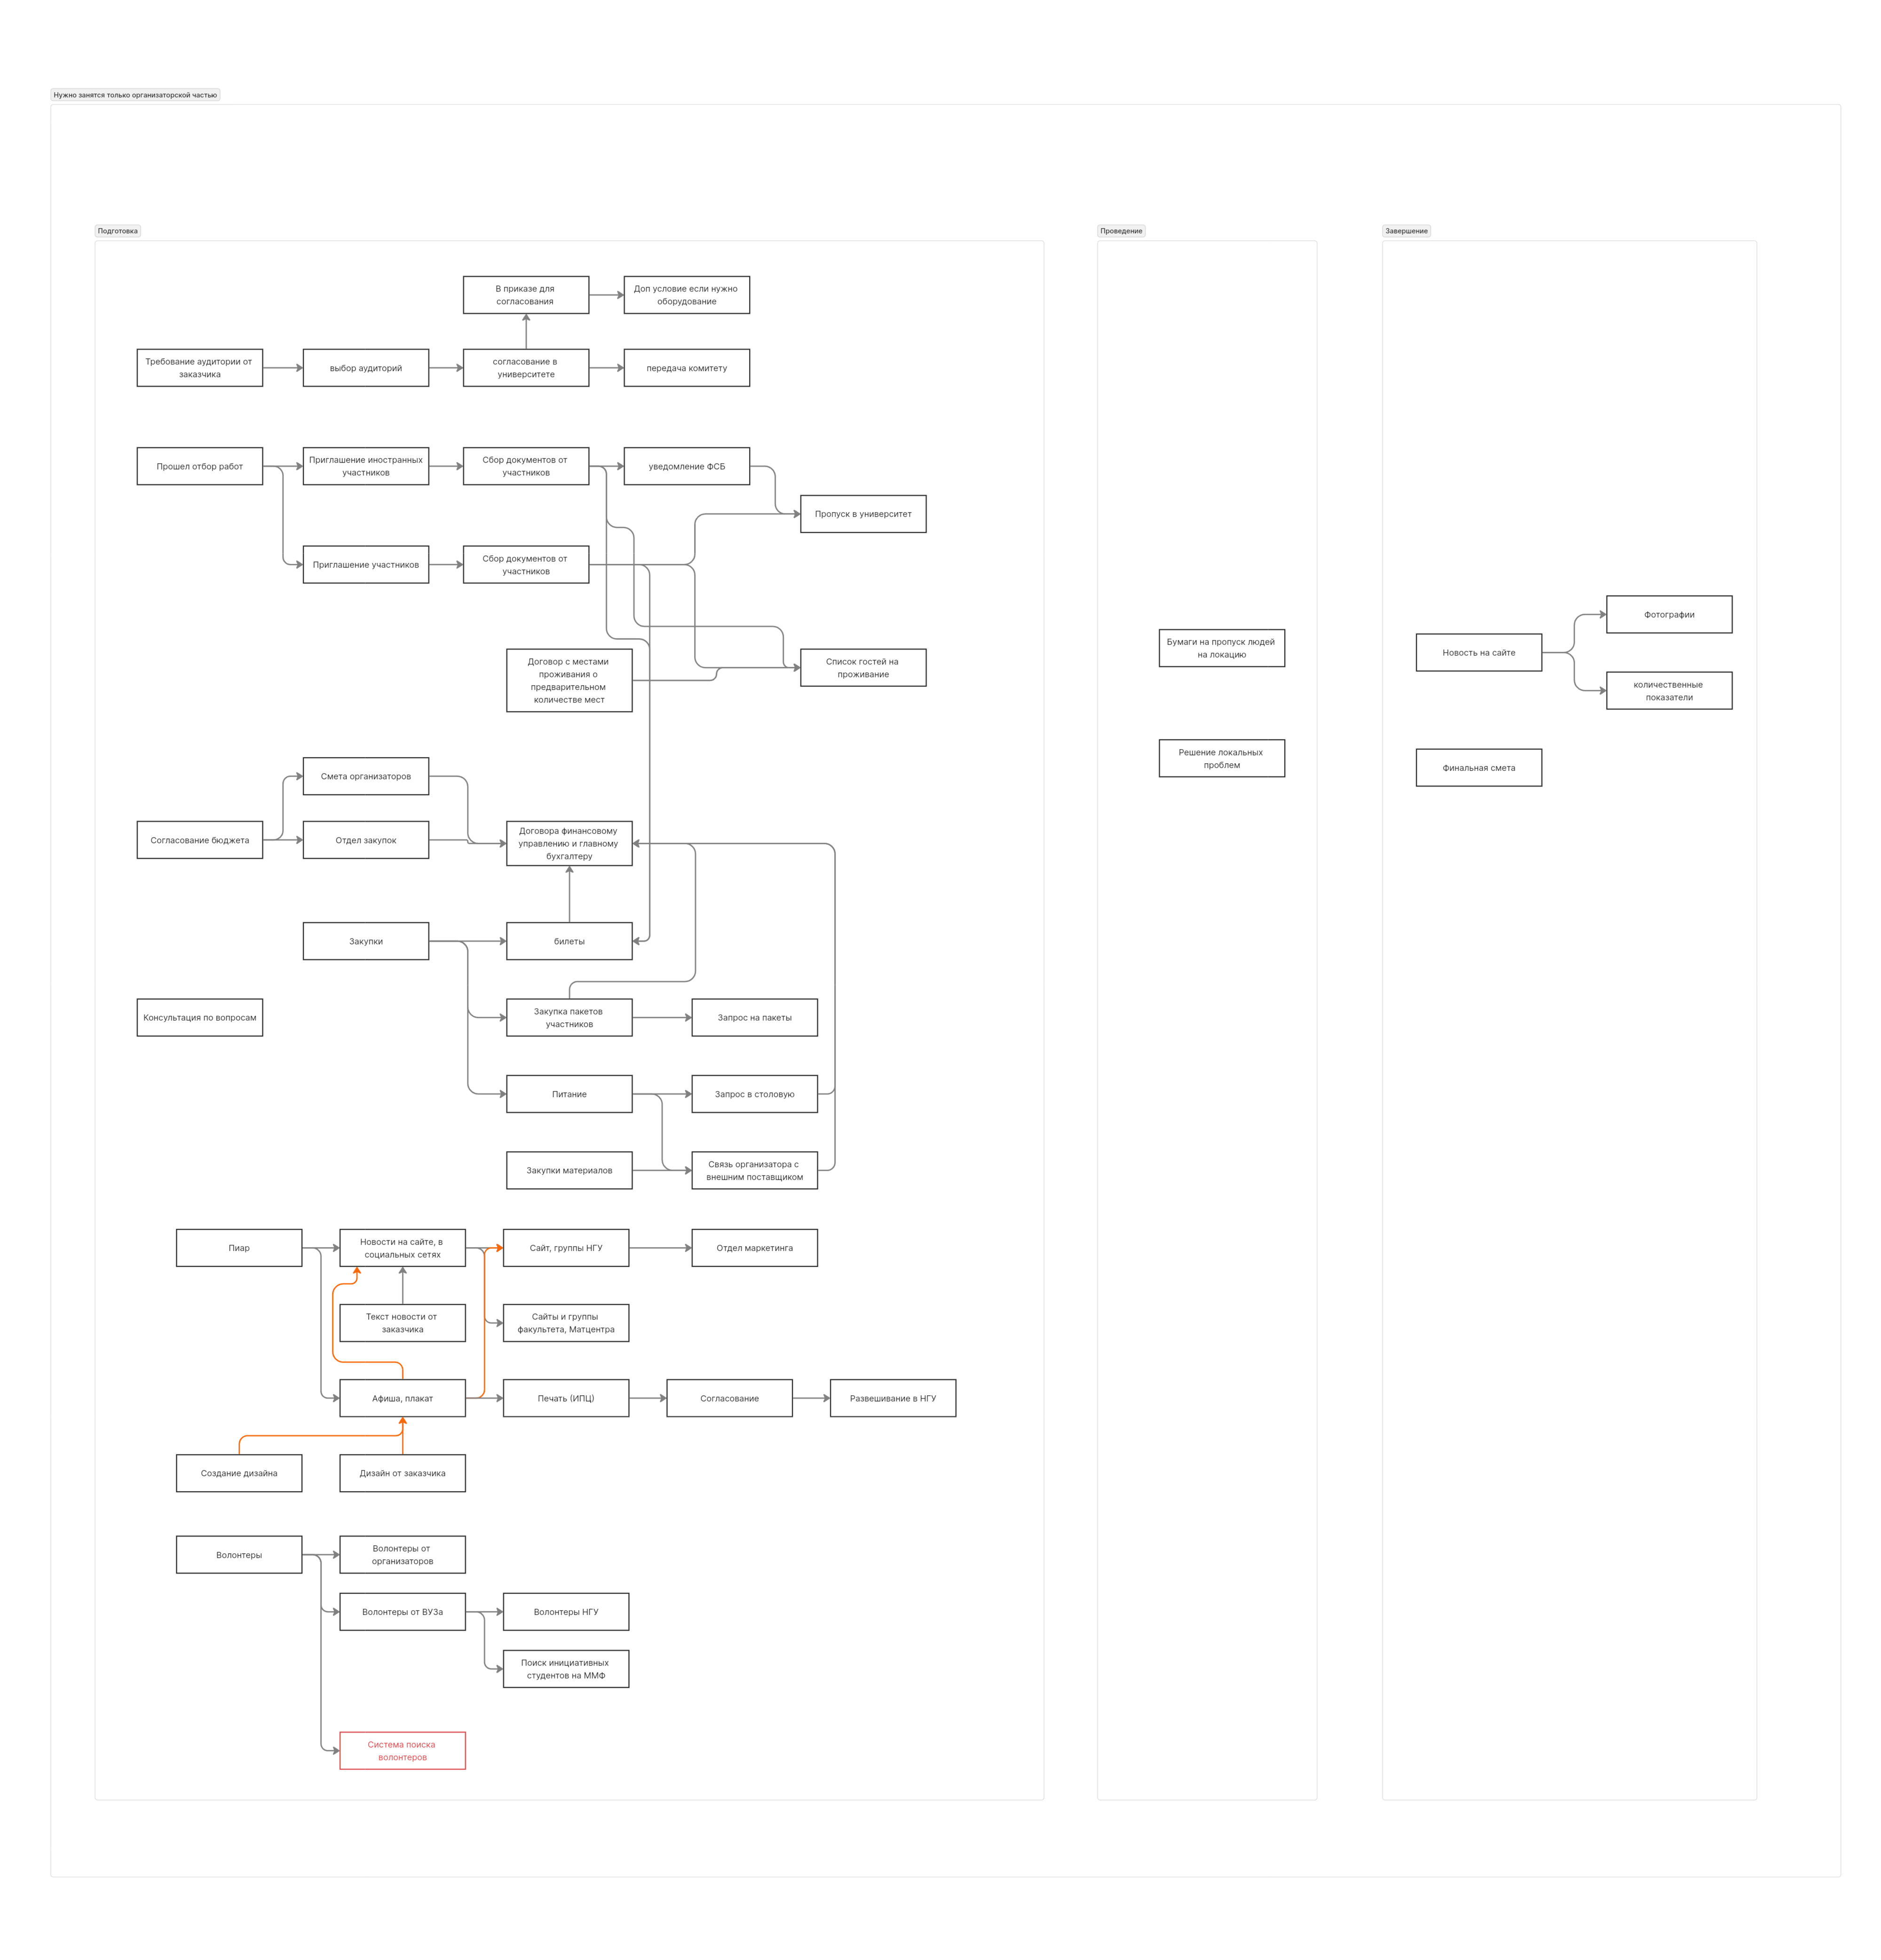 Нужно занятся только организаторской частью
Подготовка
Проведение
Завершение
В приказе для
согласования
Доп условие если нужно
оборудование
Требование аудитории от
заказчика
выбор аудиторий
согласование в
университете
передача комитету
Прошел отбор работ
Приглашение иностранных
участников
Сбор документов от
участников
уведомление ФСБ
Пропуск в университет
Приглашение участников
Сбор документов от
участников
Договор с местами
проживания о
предварительном
количестве мест
Список гостей на
проживание
Смета организаторов
Согласование бюджета
Отдел закупок
Договора финансовому
управлению и главному
бухгалтеру
Закупки
билеты
Консультация по вопросам
Закупка пакетов
участников
Запрос на пакеты
Питание
Запрос в столовую
Закупки материалов
Связь организатора с
внешним поставщиком
Пиар
Новости на сайте, в
социальных сетях
Сайт, группы НГУ
Отдел маркетинга
Текст новости от
заказчика
Сайты и группы
факультета, Матцентра
Афиша, плакат
Печать (ИПЦ)
Согласование
Развешивание в НГУ
Создание дизайна
Дизайн от заказчика
Волонтеры
Волонтеры от
организаторов
Волонтеры от ВУЗа
Волонтеры НГУ
Поиск инициативных
студентов на ММФ
Система поиска
волонтеров
Бумаги на пропуск людей
на локацию
Решение локальных
проблем
Новость на сайте
Фотографии
количественные
показатели
Финальная смета